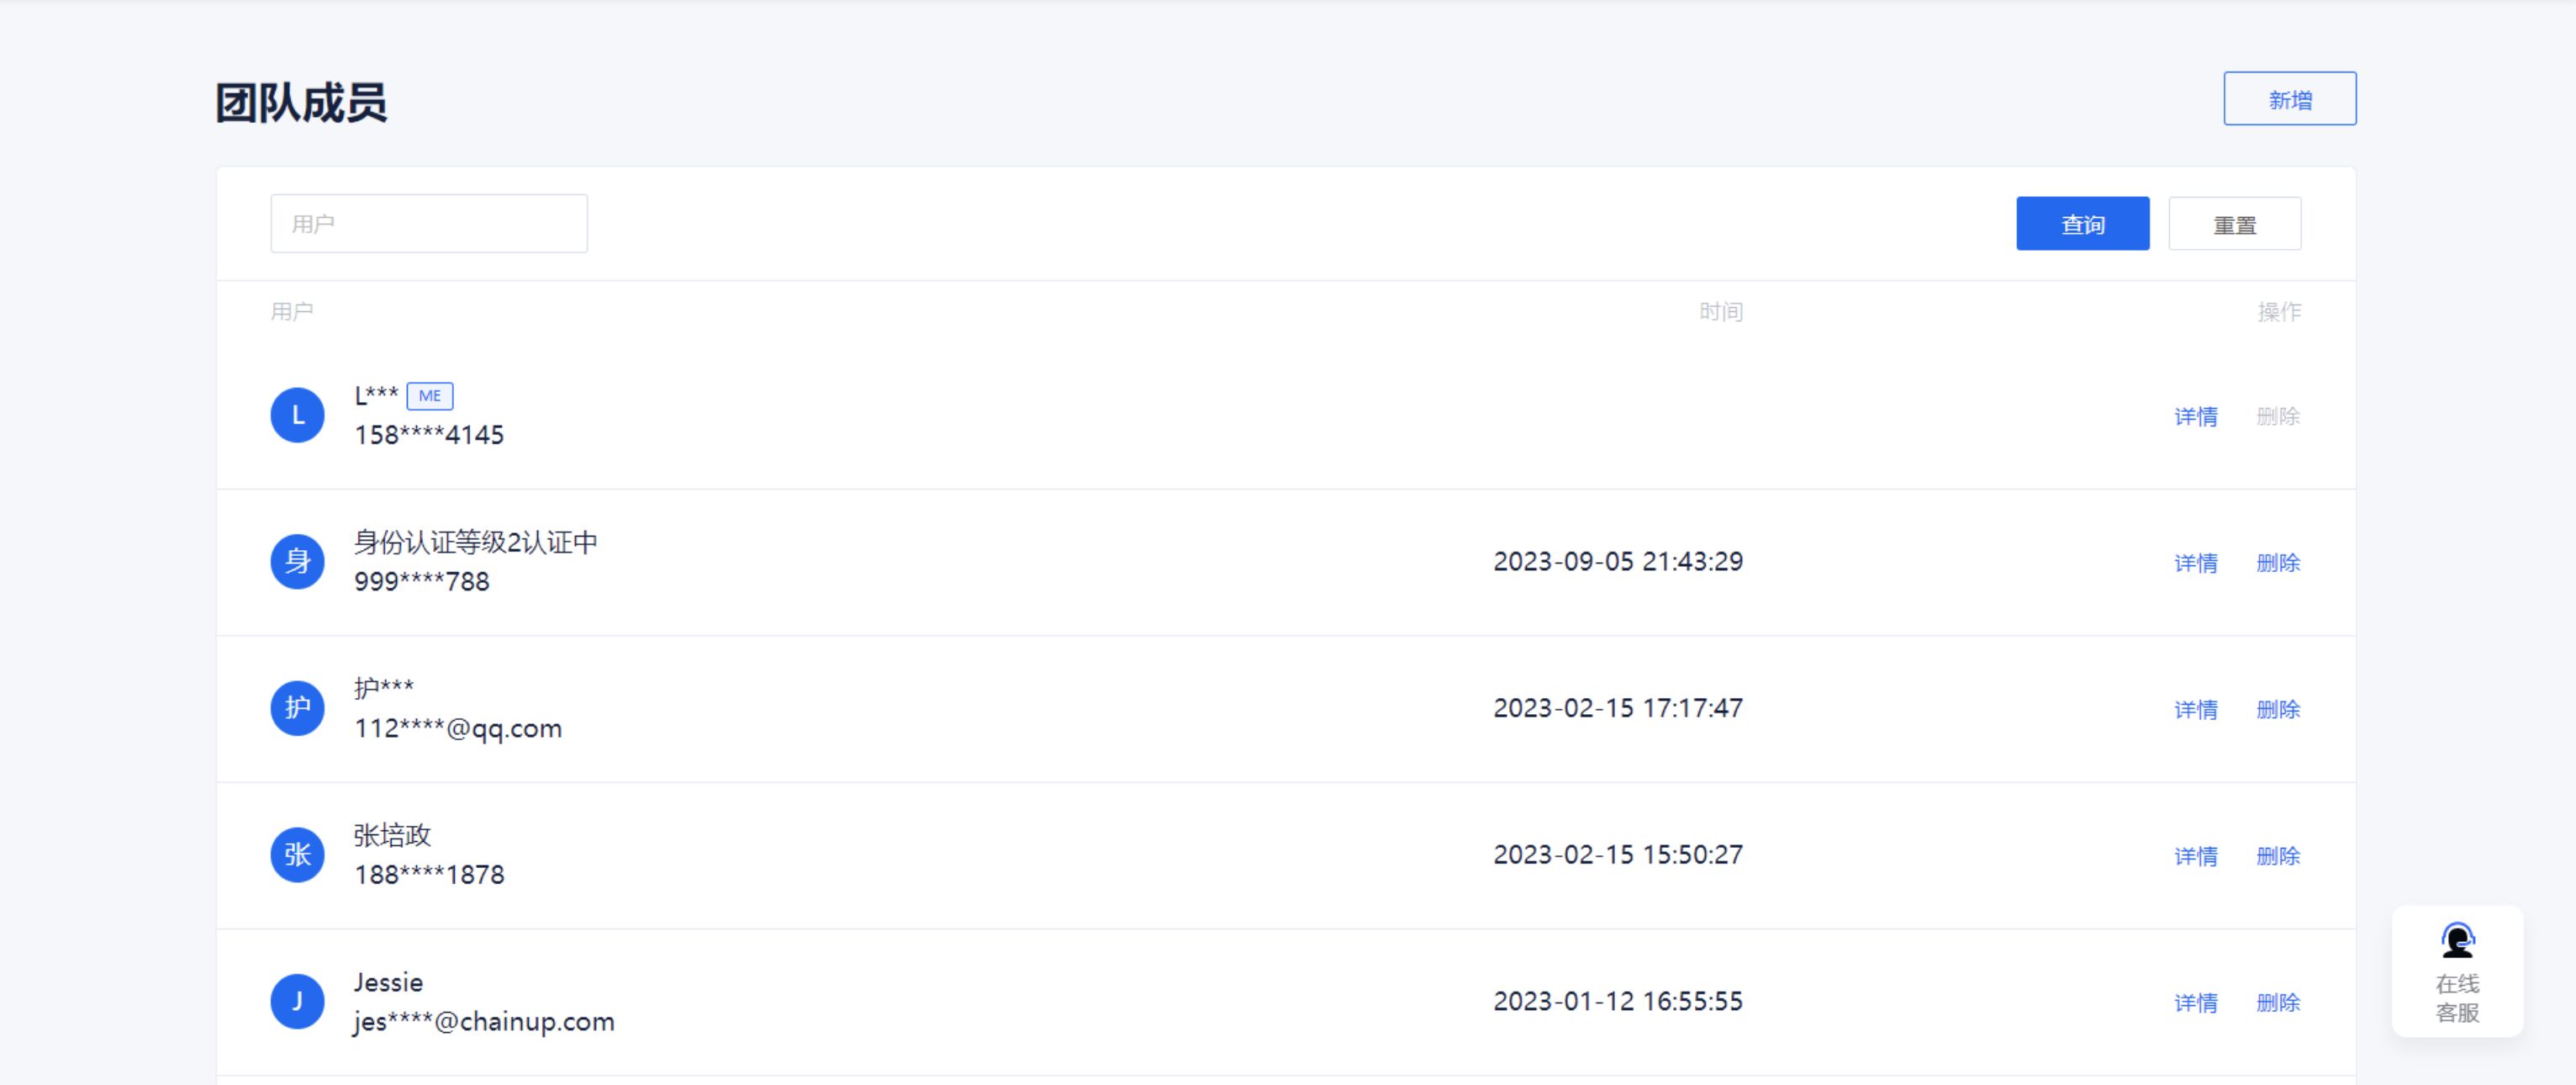 团队成员
新增
用户
查询
重置
用户 时间 操作
L
L*** ME
158****4145
详情 删除
身
身份认证等级2认证中
999****788
2023-09-05 21:43:29
详情 删除
护
护***
112****@qq.com
2023-02-15 17:17:47
详情 删除
张
张培政
188****1878
2023-02-15 15:50:27
详情 删除
J
Jessie
jes****@chainup.com
2023-01-12 16:55:55
详情 删除
在线
客服